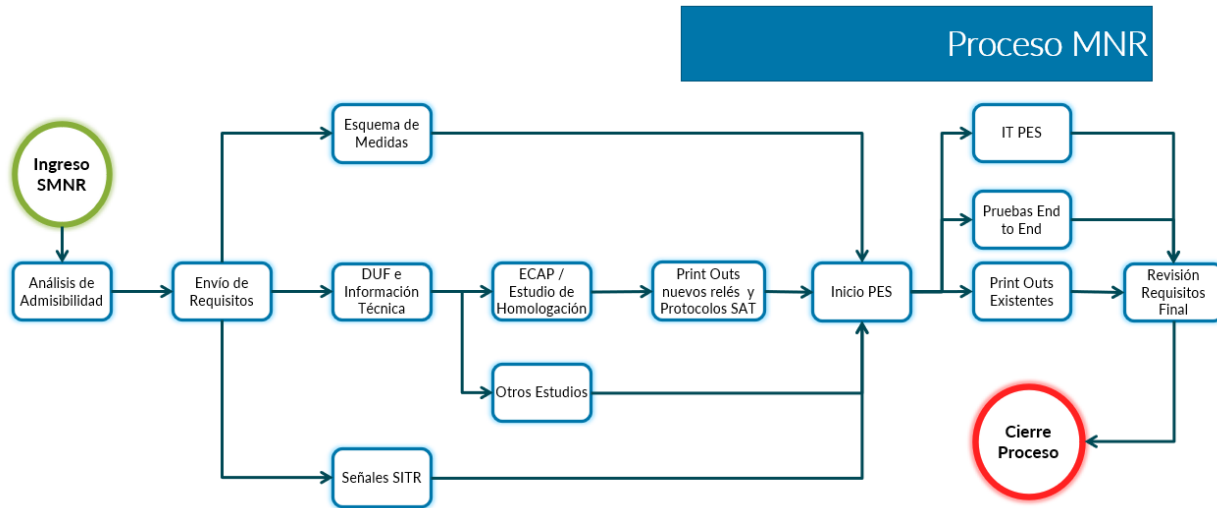 Proceso MNR
Ingreso
SMNR
Análisis de
Admisibilidad
Envío de
Requisitos
Esquema de
Medidas
DUF e
Información
Técnica
ECAP /
Estudio de
Homologación
Print Outs
nuevos relés y
Protocolos SAT
Otros Estudios
Señales SITR
Inicio PES
IT PES
Pruebas End
to End
Print Outs
Existentes
Revisión
Requisitos
Final
Cierre
Proceso